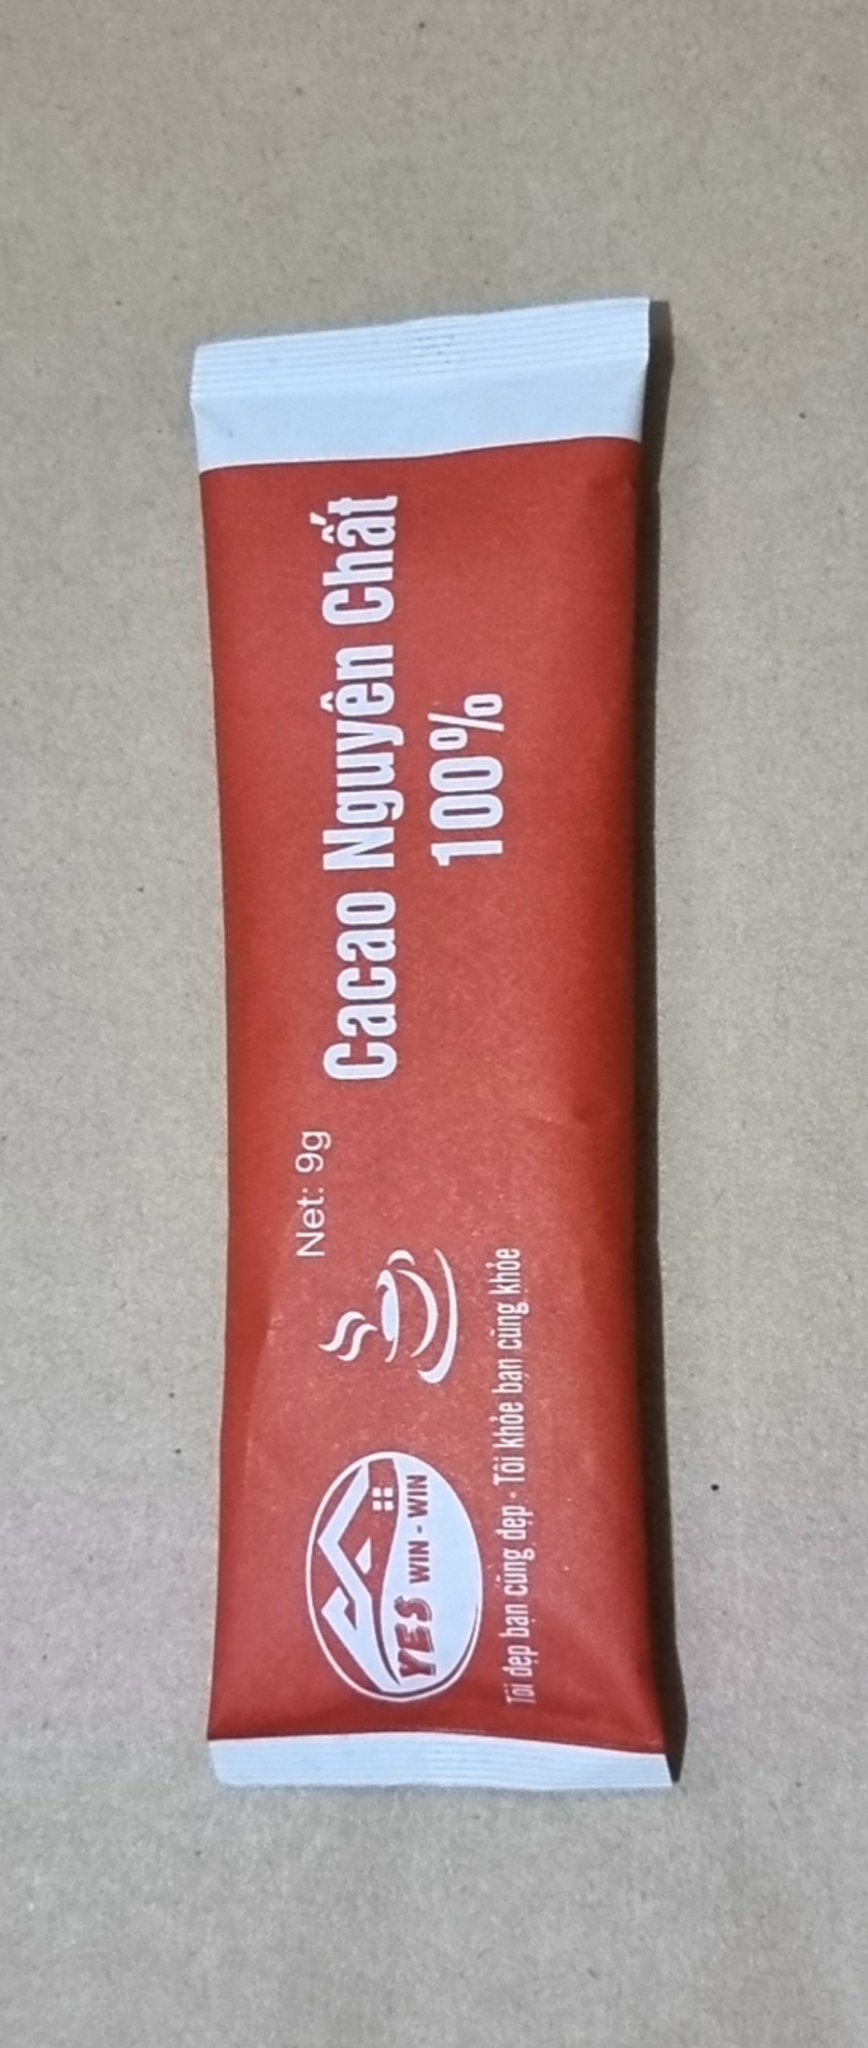 Cacao Nguyên Chất
100%
Net: 9g
YES WIN - WIN
Tôi đẹp bạn cũng đẹp - Tôi khỏe bạn cũng khỏe